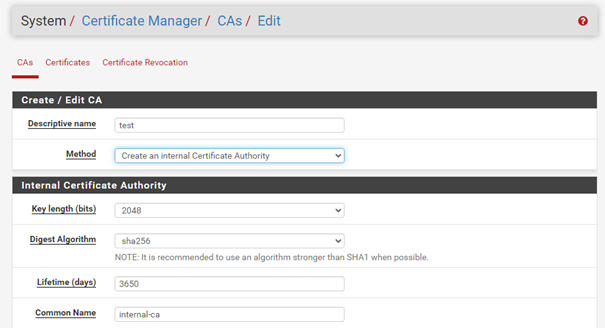 System / Certificate Manager / CAs / Edit
?
CAs Certificates Certificate Revocation
Create / Edit CA
Descriptive name test
Method Create an internal Certificate Authority
Internal Certificate Authority
Key length (bits) 2048
Digest Algorithm sha256
NOTE: It is recommended to use an algorithm stronger than SHA1 when possible.
Lifetime (days) 3650
Common Name internal-ca